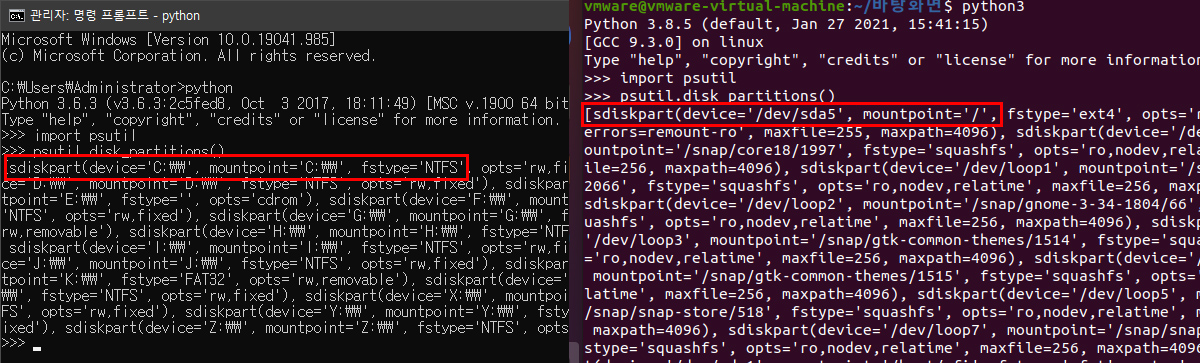 관리자: 명령 프롬프트 - python
Microsoft Windows [Version 10.0.19041.985]
(c) Microsoft Corporation. All rights reserved.
C:₩Users₩Administrator>python
Python 3.6.3 (v3.6.3:2c5fed8, Oct  3 2017, 18:11:49) [MSC v.1900 64 bit
Type "help", "copyright", "credits" or "license" for more information.
>>> import psutil
>>> psutil.disk_partitions()
[sdiskpart(device='C:₩₩', mountpoint='C:₩₩', fstype='NTFS', opts='rw,fi
ce='D:₩₩', mountpoint='D:₩₩', fstype='NTFS', opts='rw,fixed'), sdiskpar
tpoint='E:₩₩', fstype='', opts='cdrom'), sdiskpart(device='F:₩₩', mount
'NTFS', opts='rw,fixed'), sdiskpart(device='G:₩₩', mountpoint='G:₩₩', f
rw,removable'), sdiskpart(device='H:₩₩', mountpoint='H:₩₩', fstype='NTF
 sdiskpart(device='I:₩₩', mountpoint='I:₩₩', fstype='NTFS', opts='rw,fi
ce='J:₩₩', mountpoint='J:₩₩', fstype='NTFS', opts='rw,fixed'), sdiskpar
tpoint='K:₩₩', fstype='FAT32', opts='rw,removable'), sdiskpart(device='
₩₩', fstype='NTFS', opts='rw,fixed'), sdiskpart(device='X:₩₩', mountpoi
FS', opts='rw,fixed'), sdiskpart(device='Y:₩₩', mountpoint='Y:₩₩', fsty
ixed'), sdiskpart(device='Z:₩₩', mountpoint='Z:₩₩', fstype='NTFS', opts
>>>
vmware@vmware-virtual-machine:~/바탕화면$ python3
Python 3.8.5 (default, Jan 27 2021, 15:41:15)
[GCC 9.3.0] on linux
Type "help", "copyright", "credits" or "license" for more information
>>> import psutil
>>> psutil.disk_partitions()
[sdiskpart(device='/dev/sda5', mountpoint='/', fstype='ext4', opts='r
errors=remount-ro', maxfile=255, maxpath=4096), sdiskpart(device='/
ountpoint='/snap/core18/1997', fstype='squashfs', opts='ro,nodev,rela
ile=256, maxpath=4096), sdiskpart(device='/dev/loop1', mountpoint='/s
2066', fstype='squashfs', opts='ro,nodev,relatime', maxfile=256, maxp
sdiskpart(device='/dev/loop2', mountpoint='/snap/gnome-3-34-1804/66',
uashfs', opts='ro,nodev,relatime', maxfile=256, maxpath=4096), sdiskp
'/dev/loop3', mountpoint='/snap/gtk-common-themes/1514', fstype='squa
='ro,nodev,relatime', maxfile=256, maxpath=4096), sdiskpart(device='/
 mountpoint='/snap/gtk-common-themes/1515', fstype='squashfs', opts='
latime', maxfile=256, maxpath=4096), sdiskpart(device='/dev/loop5', m
/snap/snap-store/518', fstype='squashfs', opts='ro,nodev,relatime', m
 maxpath=4096), sdiskpart(device='/dev/loop7', mountpoint='/snap/snap
stype='squashfs', opts='ro,nodev,relatime', maxfile=256, maxpath=4096